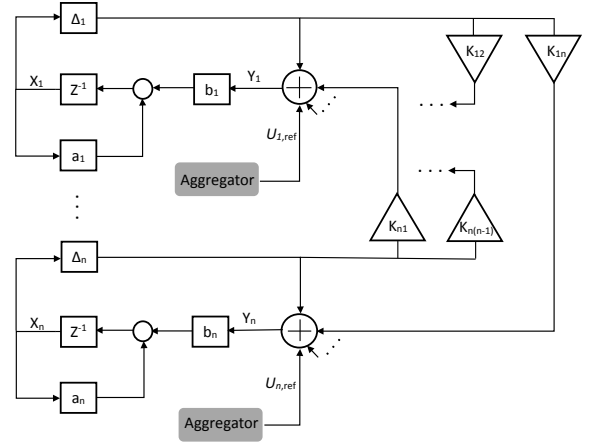 Δ1
K12
K1n
X1
Z-1
b1
Y1
+
. . .
. . .
U1,ref
a1
Aggregator
. . .
. . .
Kn1
Kn(n-1)
Δn
Xn
Z-1
bn
Yn
+
. . .
Un,ref
an
Aggregator